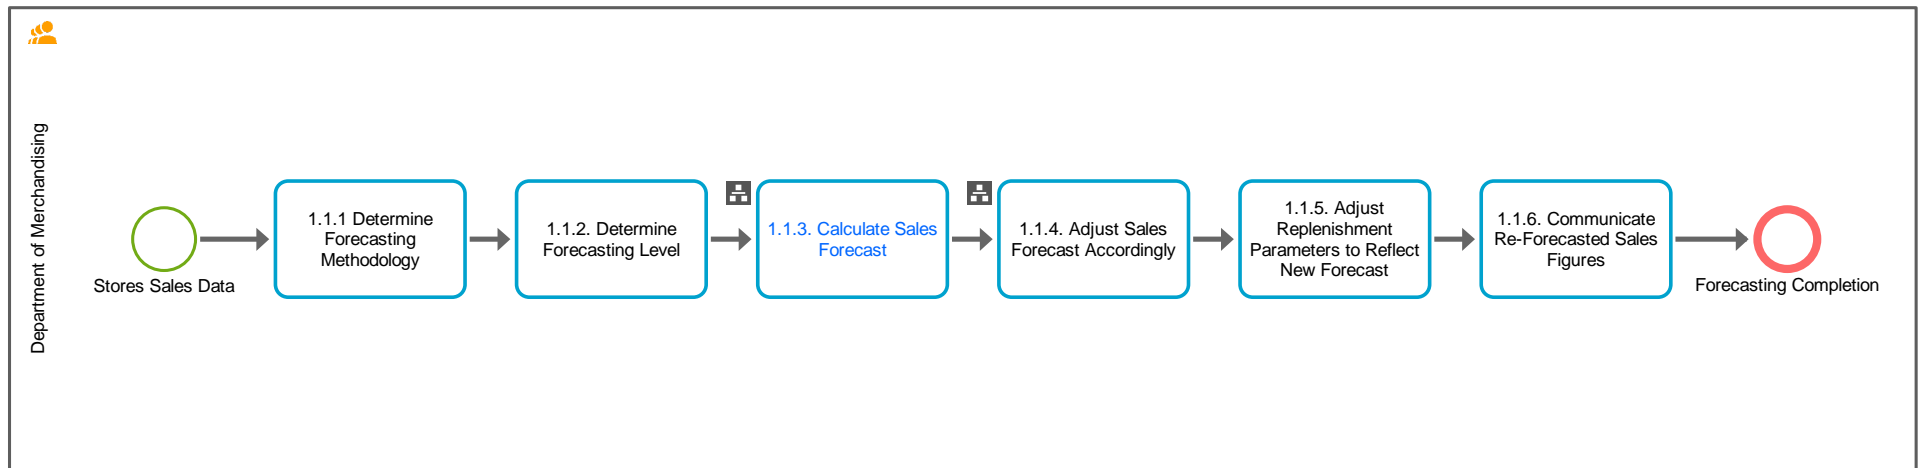 Department of Merchandising
Stores Sales Data
1.1.1 Determine
Forecasting
Methodology
1.1.2. Determine
Forecasting Level
1.1.3. Calculate Sales
Forecast
1.1.4. Adjust Sales
Forecast Accordingly
1.1.5. Adjust
Replenishment
Parameters to Reflect
New Forecast
1.1.6. Communicate
Re-Forecasted Sales
Figures
Forecasting Completion